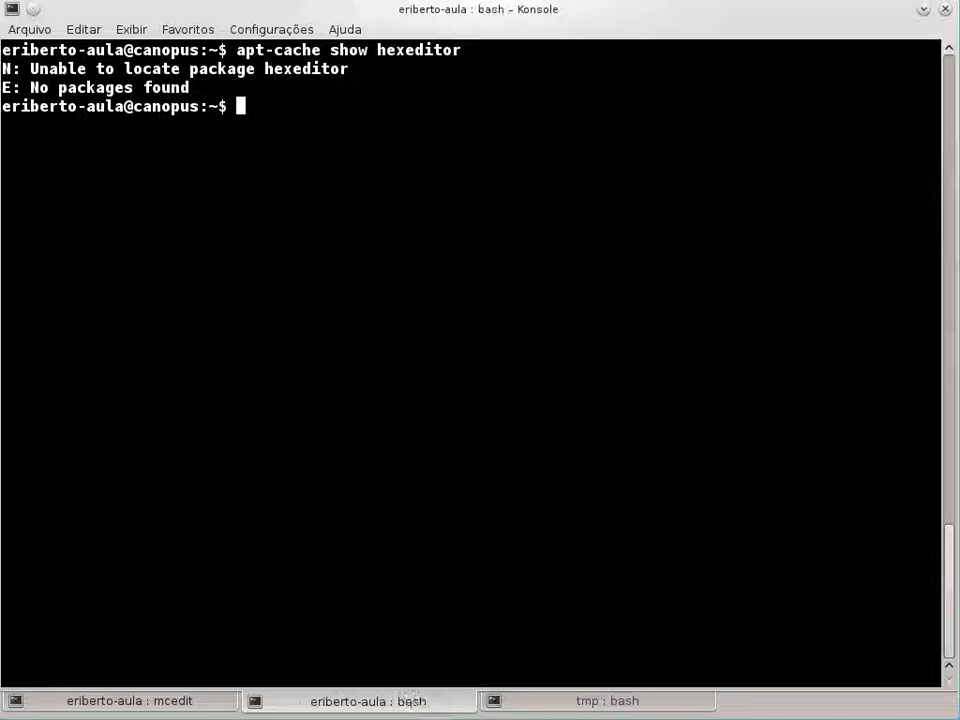 eriberto-aula : bash – Konsole
Arquivo Editar Exibir Favoritos Configurações Ajuda
eriberto-aula@canopus:~$ apt-cache show hexeditor
N: Unable to locate package hexeditor
E: No packages found
eriberto-aula@canopus:~$
eriberto-aula : mcedit eriberto-aula : bash tmp : bash